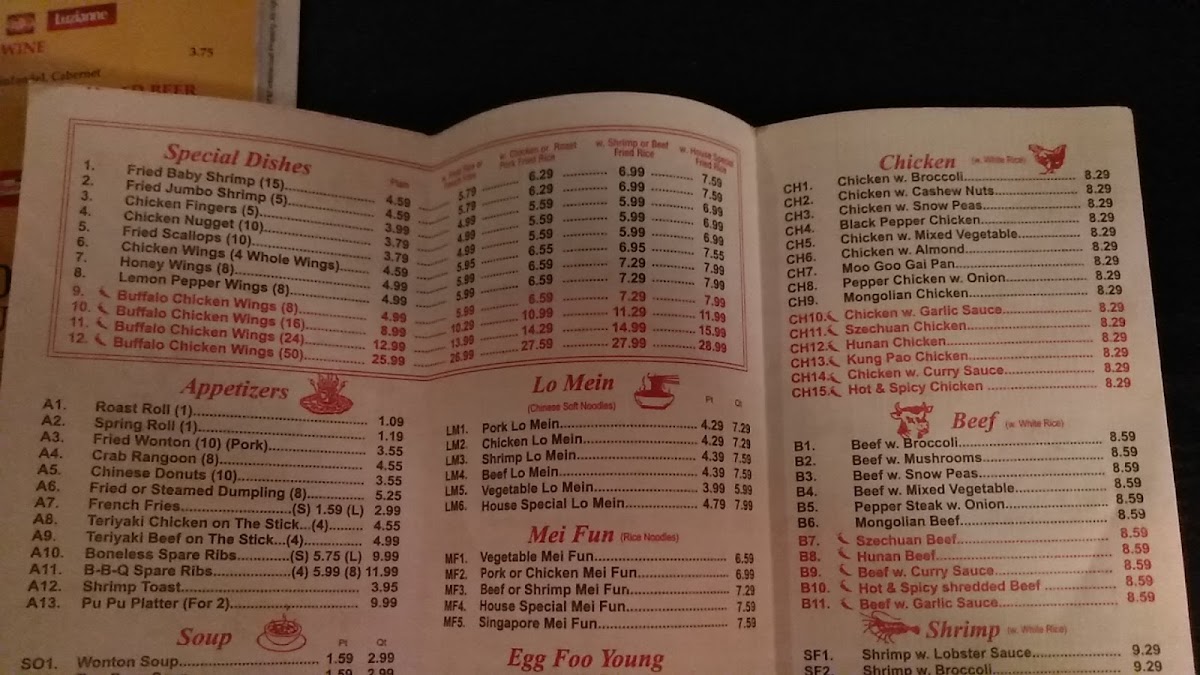 Luzianne
WINE
3.75
Cabernet
BEER
Special Dishes
Plain
w. Chicken or Roast Pork Fried Rice
w. Shrimp or Beef Fried Rice
w. House Special Fried Rice
1. Fried Baby Shrimp (15) 4.59 5.79 6.29 6.99 7.59
2. Fried Jumbo Shrimp (5) 4.59 5.79 6.29 6.99 7.59
3. Chicken Fingers (5) 3.99 4.99 5.59 5.99 6.99
4. Chicken Nugget (10) 3.79 4.99 5.59 5.99 6.99
5. Fried Scallops (10) 3.79 4.99 5.59 5.99 6.99
6. Chicken Wings (4 Whole Wings) 4.59 5.95 6.55 6.95 7.55
7. Honey Wings (8) 4.99 5.99 6.59 7.29 7.99
8. Lemon Pepper Wings (8) 4.99 5.99 6.59 7.29 7.99
9. Buffalo Chicken Wings (8) 4.99 5.99 6.59 7.29 7.99
10. Buffalo Chicken Wings (16) 8.99 10.29 10.99 11.29 11.99
11. Buffalo Chicken Wings (24) 12.99 13.99 14.29 14.99 15.99
12. Buffalo Chicken Wings (50) 25.99 26.99 27.59 27.99 28.99
Appetizers
A1. Roast Roll (1) 1.09
A2. Spring Roll (1) 1.19
A3. Fried Wonton (10) (Pork) 3.55
A4. Crab Rangoon (8) 4.55
A5. Chinese Donuts (10) 3.55
A6. Fried or Steamed Dumpling (8) 5.25
A7. French Fries (S) 1.59 (L) 2.99
A8. Teriyaki Chicken on The Stick...(4) 4.55
A9. Teriyaki Beef on The Stick...(4) 4.99
A10. Boneless Spare Ribs (S) 5.75 (L) 9.99
A11. B-B-Q Spare Ribs (4) 5.99 (8) 11.99
A12. Shrimp Toast 3.95
A13. Pu Pu Platter (For 2) 9.99
Soup
Pt Qt
SO1. Wonton Soup 1.59 2.99
Lo Mein
(Chinese Soft Noodles)
Pt Qt
LM1. Pork Lo Mein 4.29 7.29
LM2. Chicken Lo Mein 4.29 7.29
LM3. Shrimp Lo Mein 4.39 7.59
LM4. Beef Lo Mein 4.39 7.59
LM5. Vegetable Lo Mein 3.99 5.99
LM6. House Special Lo Mein 4.79 7.99
Mei Fun (Rice Noodles)
MF1. Vegetable Mei Fun 6.59
MF2. Pork or Chicken Mei Fun 6.99
MF3. Beef or Shrimp Mei Fun 7.29
MF4. House Special Mei Fun 7.59
MF5. Singapore Mei Fun 7.59
Egg Foo Young
Chicken (w. White Rice)
CH1. Chicken w. Broccoli 8.29
CH2. Chicken w. Cashew Nuts 8.29
CH3. Chicken w. Snow Peas 8.29
CH4. Black Pepper Chicken 8.29
CH5. Chicken w. Mixed Vegetable 8.29
CH6. Chicken w. Almond 8.29
CH7. Moo Goo Gai Pan 8.29
CH8. Pepper Chicken w. Onion 8.29
CH9. Mongolian Chicken 8.29
CH10. Chicken w. Garlic Sauce 8.29
CH11. Szechuan Chicken 8.29
CH12. Hunan Chicken 8.29
CH13. Kung Pao Chicken 8.29
CH14. Chicken w. Curry Sauce 8.29
CH15. Hot & Spicy Chicken 8.29
Beef (w. White Rice)
B1. Beef w. Broccoli 8.59
B2. Beef w. Mushrooms 8.59
B3. Beef w. Snow Peas 8.59
B4. Beef w. Mixed Vegetable 8.59
B5. Pepper Steak w. Onion 8.59
B6. Mongolian Beef 8.59
B7. Szechuan Beef 8.59
B8. Hunan Beef 8.59
B9. Beef w. Curry Sauce 8.59
B10. Hot & Spicy shredded Beef 8.59
B11. Beef w. Garlic Sauce 8.59
Shrimp (w. White Rice)
SF1. Shrimp w. Lobster Sauce 9.29
SF2. Shrimp w. Broccoli 9.29